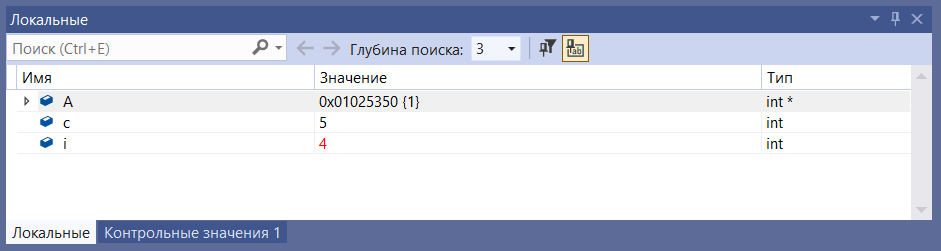 Локальные
Поиск (Ctrl+E) Глубина поиска: 3
Имя Значение Тип
A 0x01025350 {1} int *
c 5 int
i 4 int
Локальные Контрольные значения 1